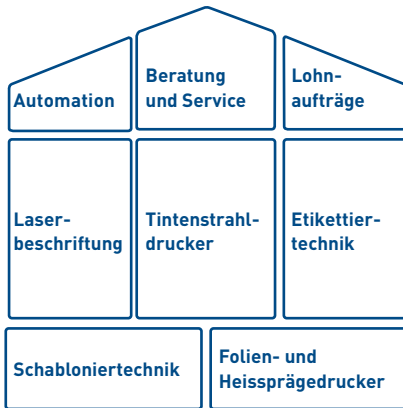 Automation
Beratung
und Service
Lohn-
aufträge
Laser-
beschriftung
Tintenstrahl-
drucker
Etikettier-
technik
Schabloniertechnik
Folien- und
Heissprägedrucker